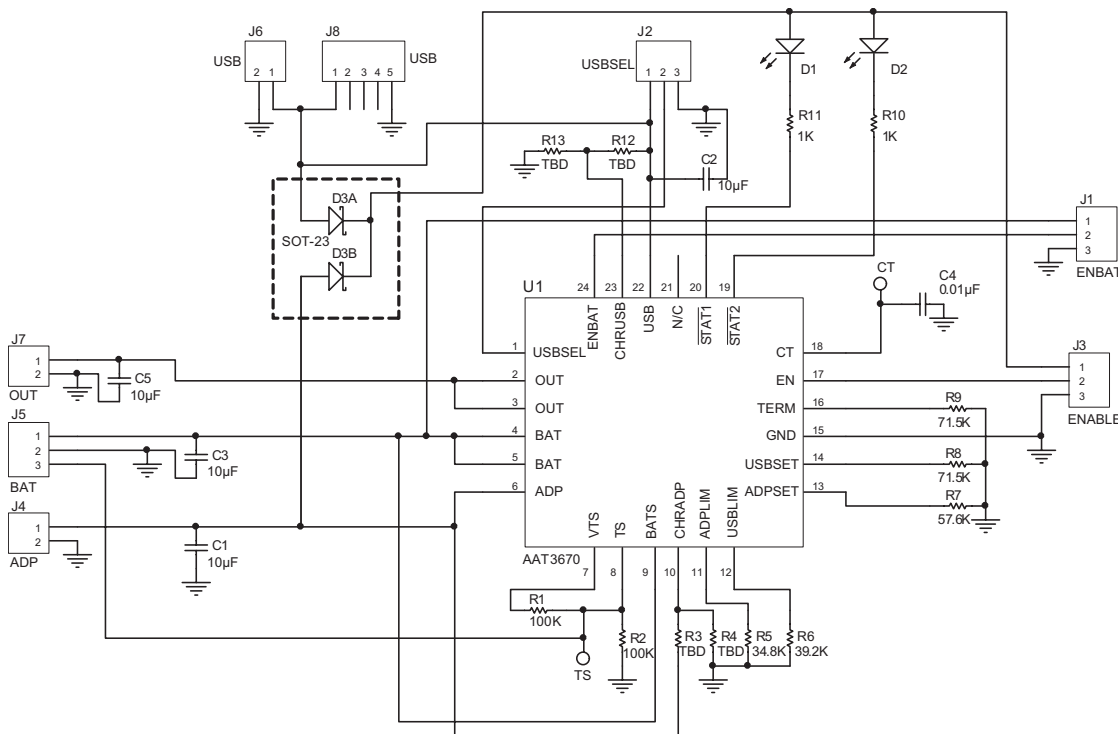 J6
J8
J2
USB
2 1
1 2 3 4 5
USB
USBSEL
1 2 3
D1
D2
R11
1K
R10
1K
R13
TBD
R12
TBD
C2
10µF
D3A
SOT-23
D3B
J1
1
2
3
ENBAT
CT
C4
0.01µF
U1
24 23 22 21 20 19
ENBAT
CHRUSB
USB
N/C
STAT1
STAT2
J7
1
2
OUT
C5
10µF
1 USBSEL
2 OUT
3 OUT
4 BAT
5 BAT
6 ADP
CT 18
EN 17
TERM 16
GND 15
USBSET 14
ADPSET 13
J3
1
2
3
ENABLE
R9
71.5K
R8
71.5K
R7
57.6K
J5
1
2
3
BAT
C3
10µF
J4
1
2
ADP
C1
10µF
VTS
TS
BATS
CHRADP
ADPLIM
USBLIM
AAT3670
7 8 9 10 11 12
R1
100K
R2
100K
TS
R3
TBD
R4
TBD
R5
34.8K
R6
39.2K